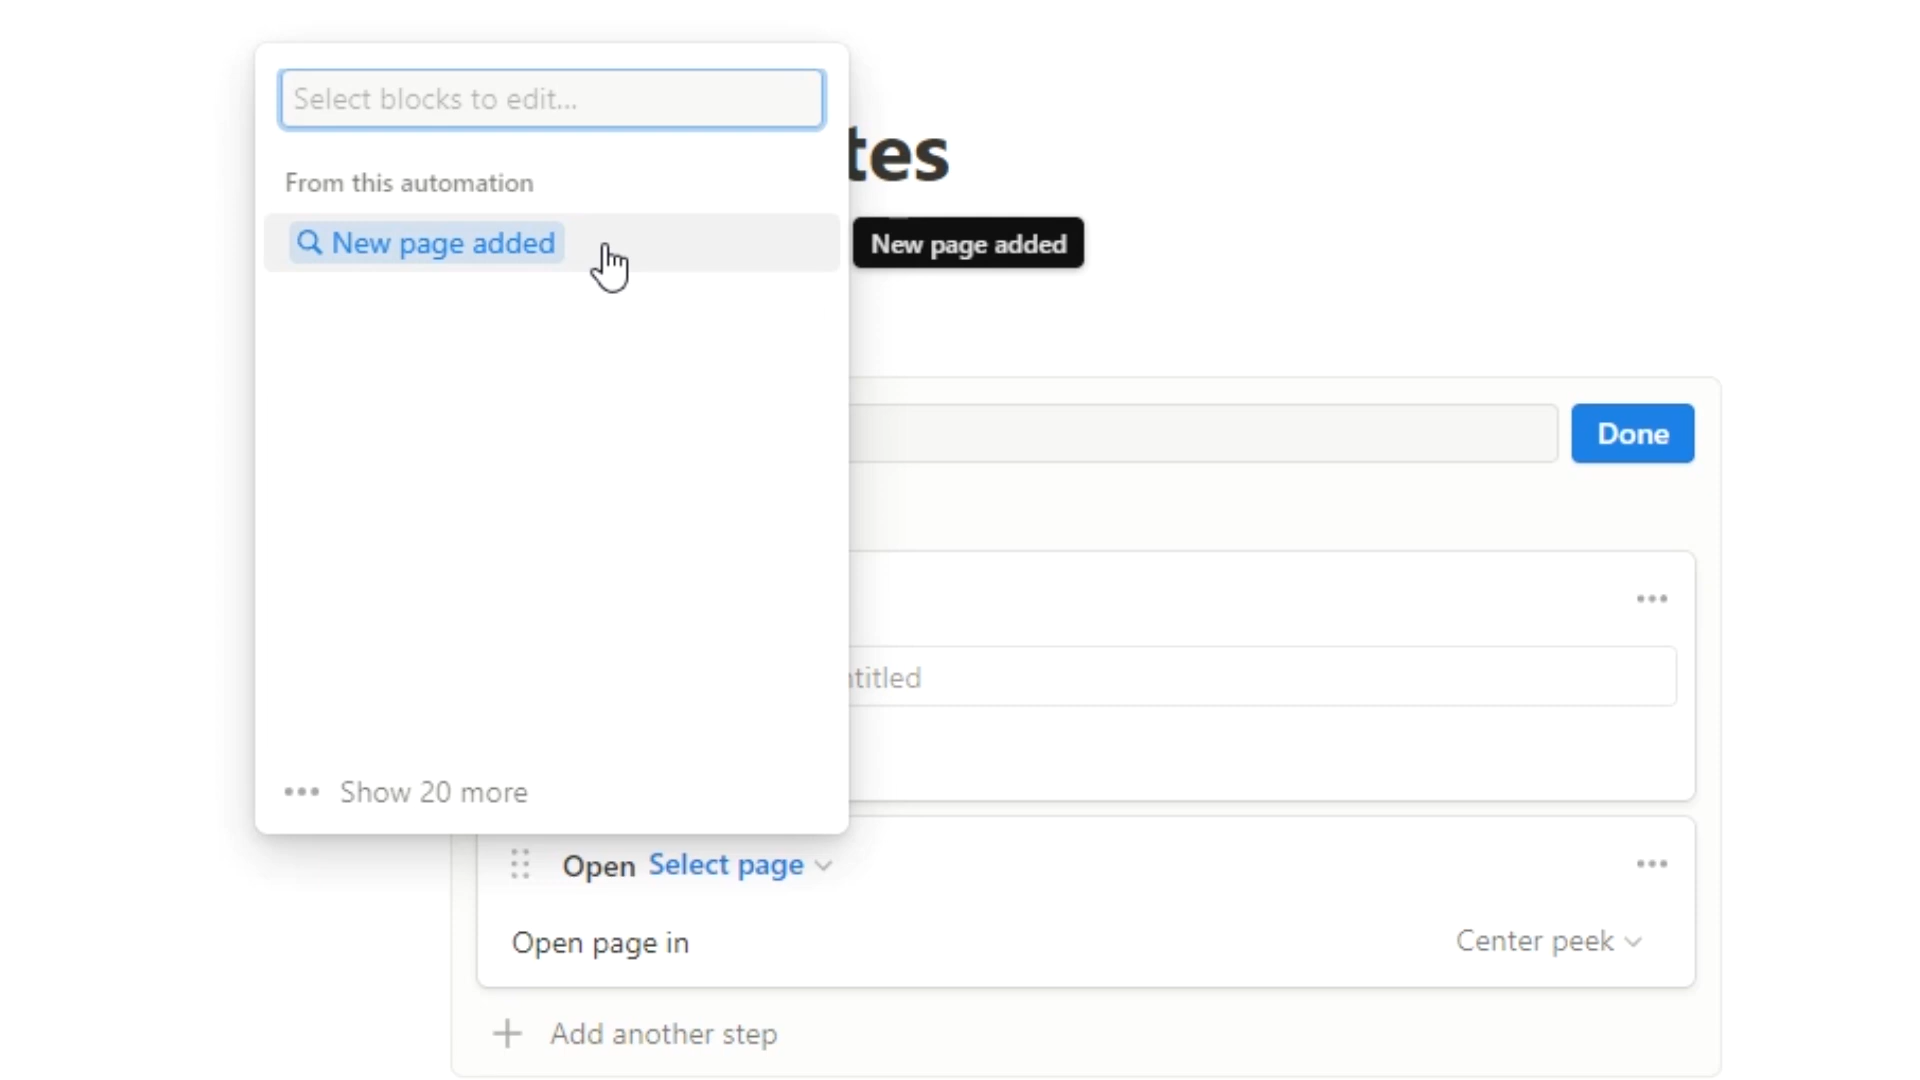 Select blocks to edit...
tes
From this automation
New page added
New page added
Done
ntitled
Show 20 more
Open Select page
Open page in
Center peek
Add another step